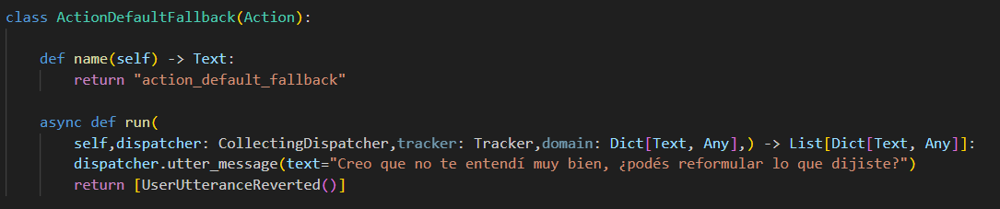 class ActionDefaultFallback(Action):
def name(self) -> Text:
return "action_default_fallback"
async def run(
self,dispatcher: CollectingDispatcher,tracker: Tracker,domain: Dict[Text, Any],) -> List[Dict[Text, Any]]:
dispatcher.utter_message(text="Creo que no te entendí muy bien, ¿podés reformular lo que dijiste?")
return [UserUtteranceReverted()]